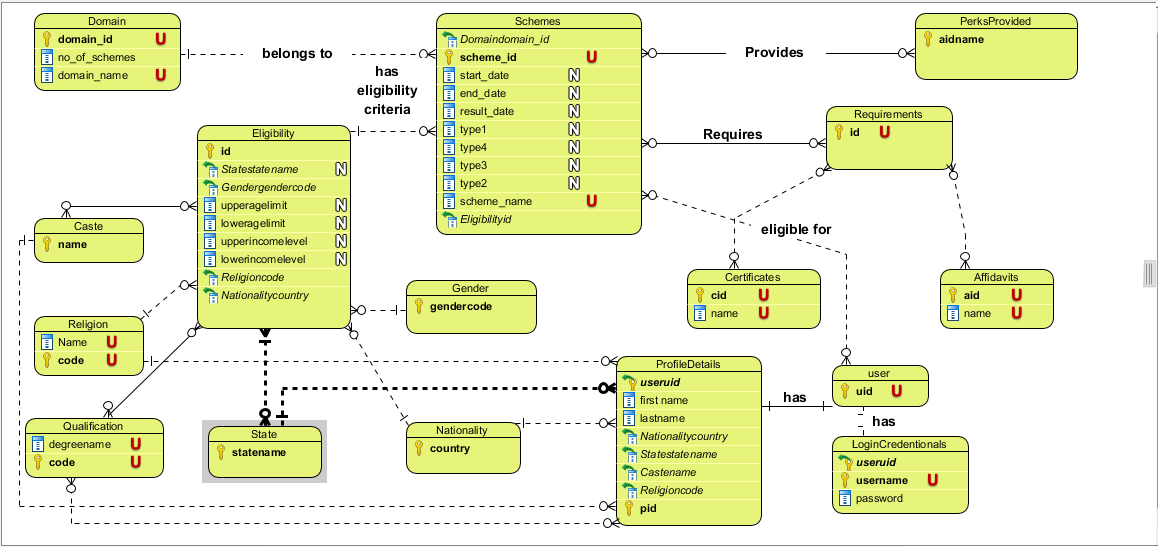 Domain
domain_id U
no_of_schemes
domain_name U
belongs to
has
eligibility
criteria
Schemes
Domaindomain_id
scheme_id U
start_date N
end_date N
result_date N
type1 N
type4 N
type3 N
type2 N
scheme_name U
Eligibilityid
Provides
PerksProvided
aidname
Requires
Requirements
id U
eligible for
Eligibility
id
Statestatename N
Gendergendercode
upperagelimit N
loweragelimit N
upperincomelevel N
lowerincomelevel N
Religioncode
Nationalitycountry
Caste
name
Religion
Name U
code U
Gender
gendercode
Certificates
cid U
name U
Affidavits
aid U
name U
Qualification
degreename U
code U
State
statename
Nationality
country
ProfileDetails
useruid
first name
lastname
Nationalitycountry
Statestatename
Castename
Religioncode
pid
has
user
uid U
has
LoginCredentionals
useruid
username U
password